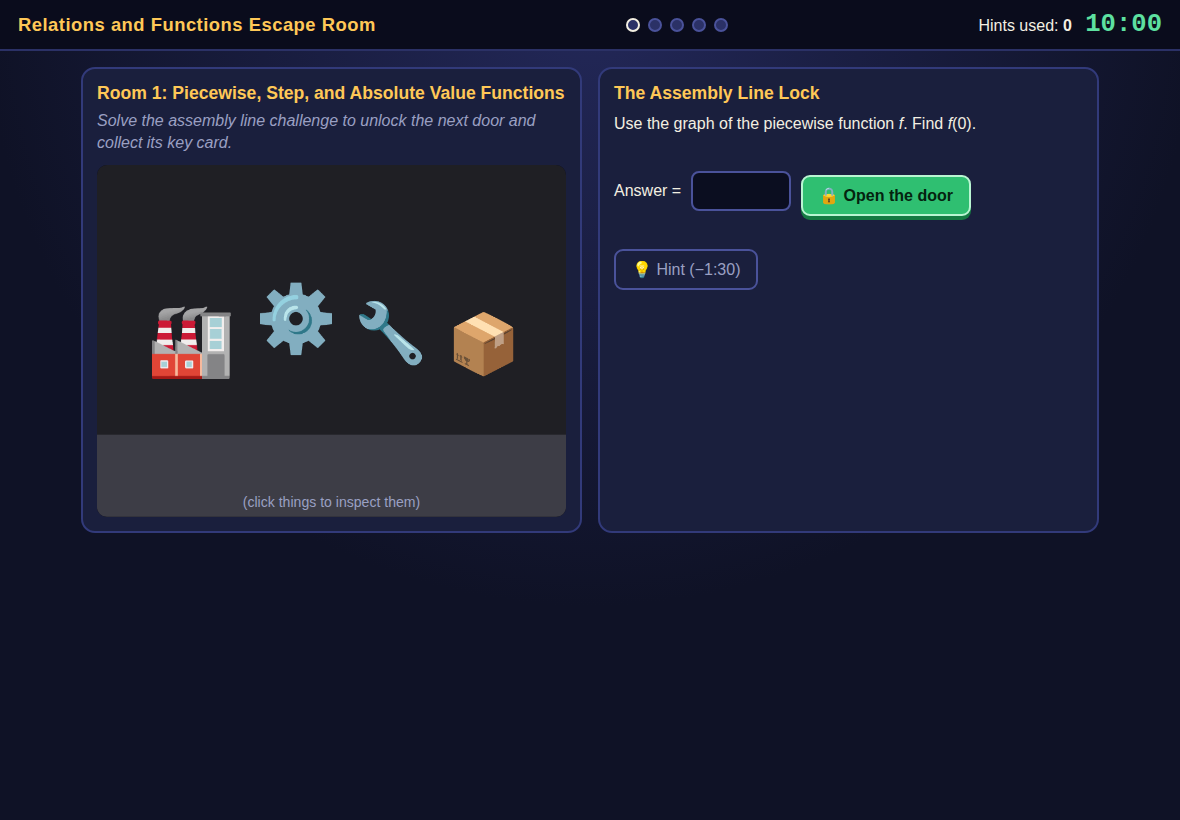 Relations and Functions Escape Room
Hints used: 0 10:00
Room 1: Piecewise, Step, and Absolute Value Functions
Solve the assembly line challenge to unlock the next door and
collect its key card.
(click things to inspect them)
The Assembly Line Lock
Use the graph of the piecewise function f. Find f(0).
Answer =
🔒 Open the door
💡 Hint (−1:30)